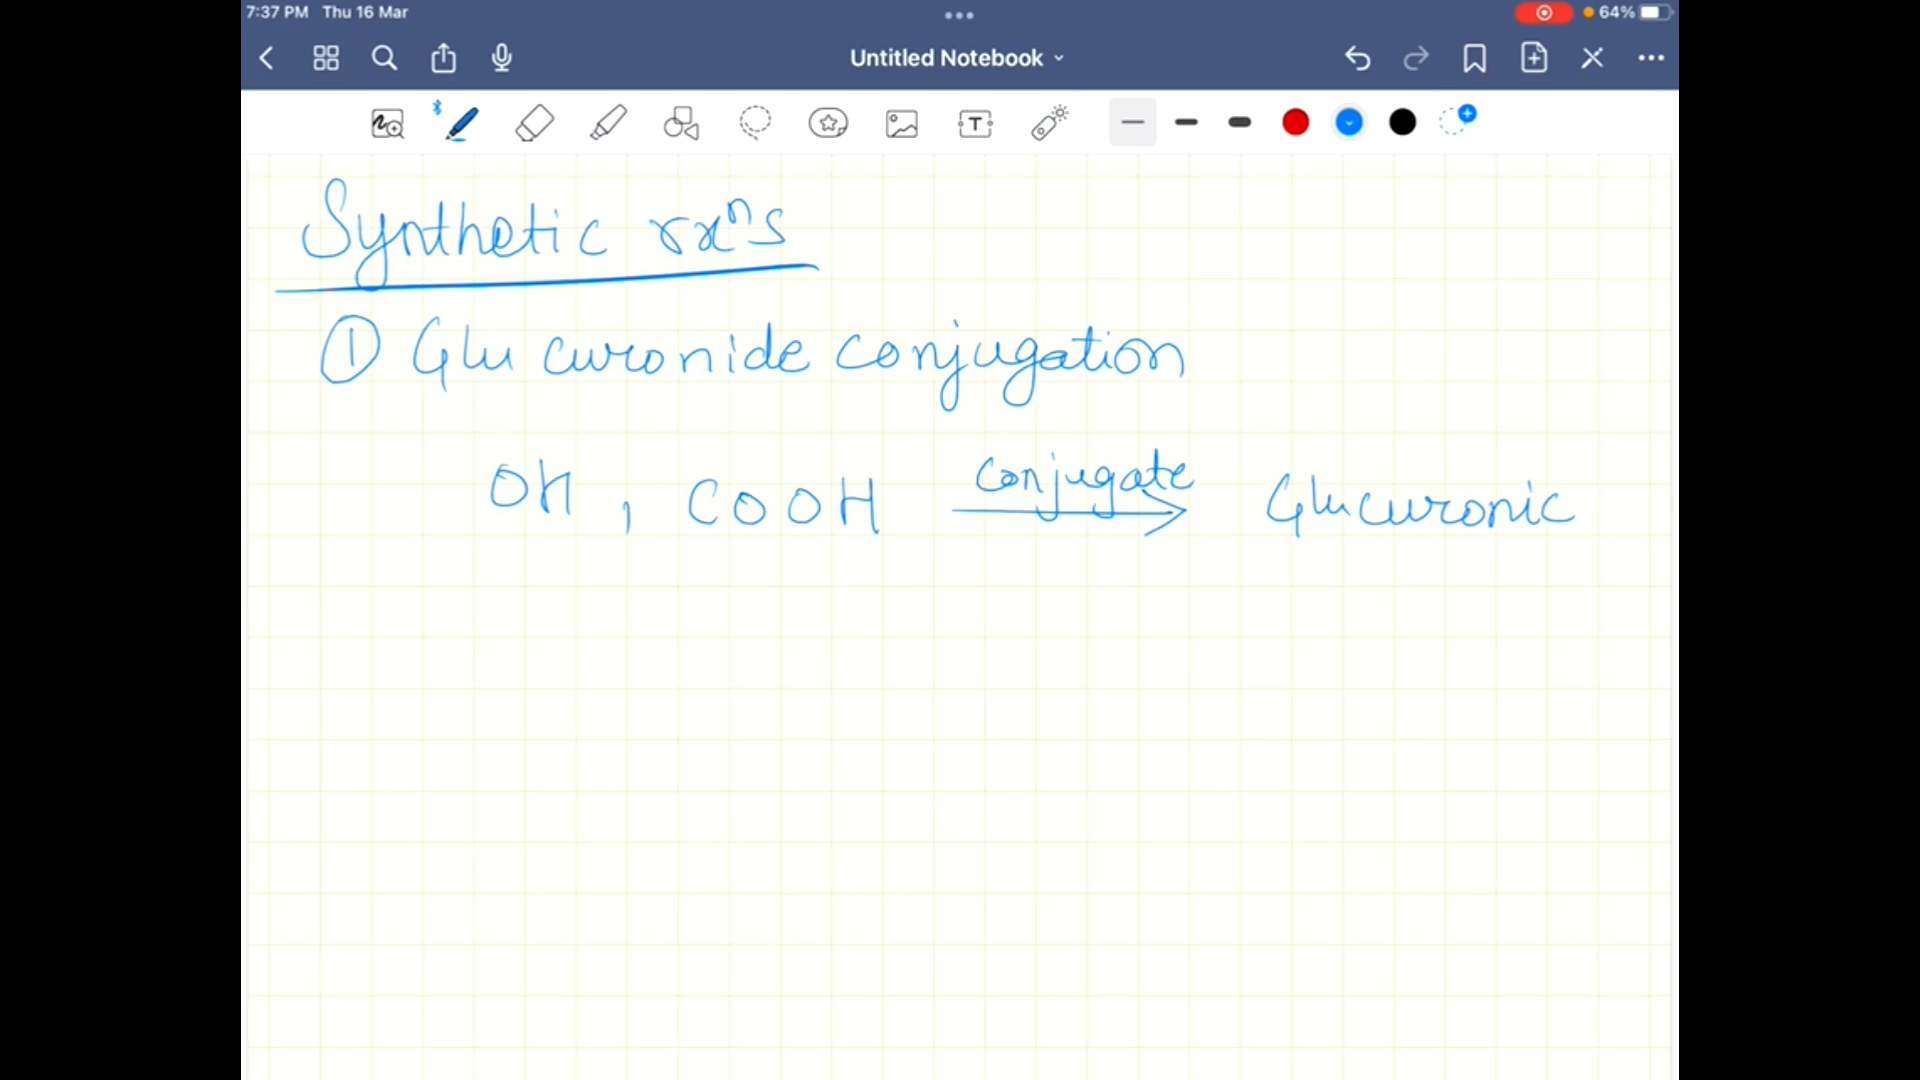 7:37 PM Thu 16 Mar
64%
Untitled Notebook
T
Synthetic rxⁿs
① Glucuronide conjugation
OH , COOH conjugate Glucuronic